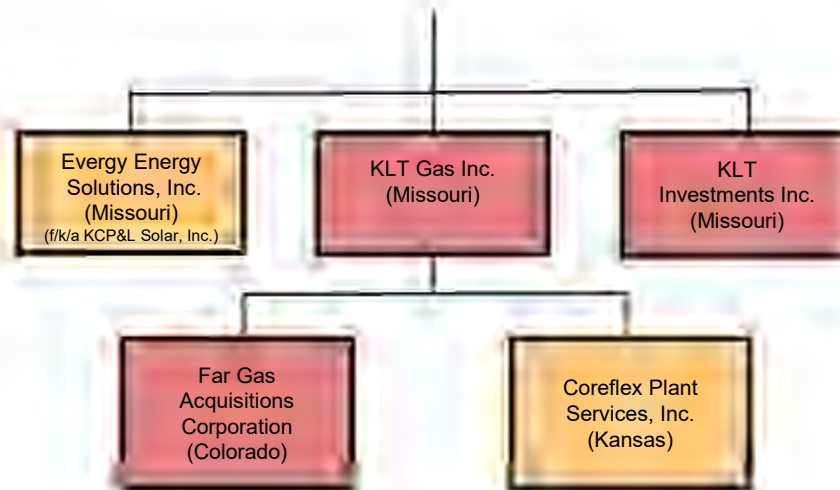 Evergy Energy
Solutions, Inc.
(Missouri)
(f/k/a KCP&L Solar, Inc.)
KLT Gas Inc.
(Missouri)
KLT
Investments Inc.
(Missouri)
Far Gas
Acquisitions
Corporation
(Colorado)
Coreflex Plant
Services, Inc.
(Kansas)